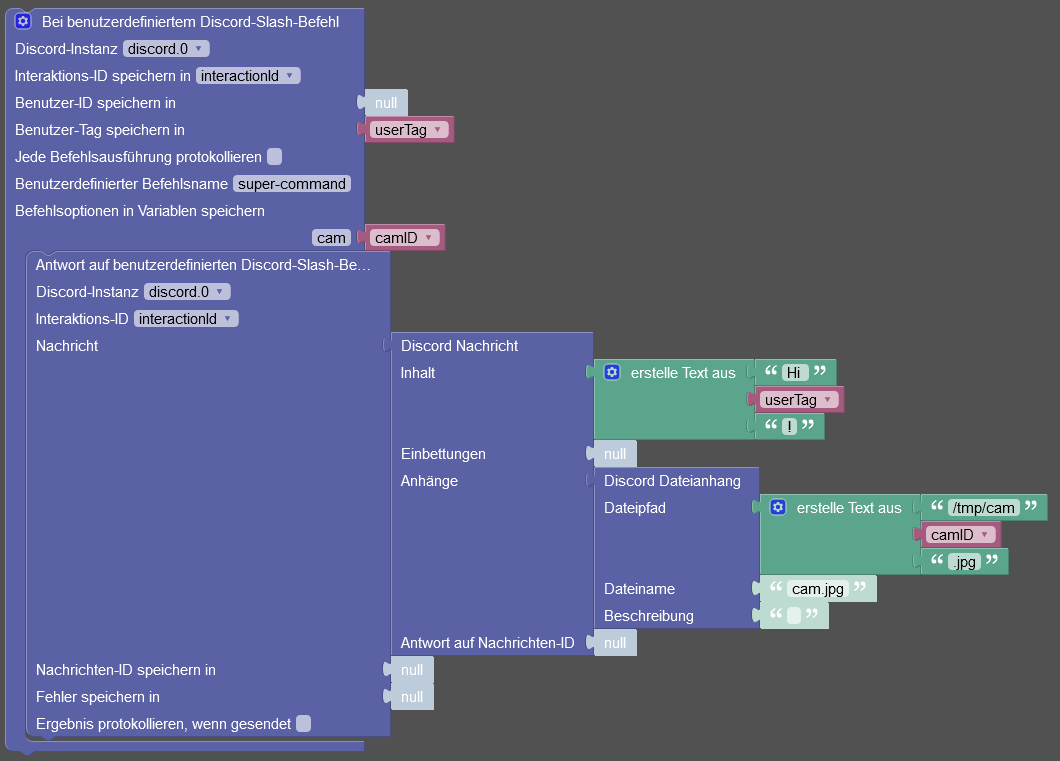 Bei benutzerdefiniertem Discord-Slash-Befehl
Discord-Instanz discord.0
Interaktions-ID speichern in interactionId
Benutzer-ID speichern in null
Benutzer-Tag speichern in userTag
Jede Befehlsausführung protokollieren
Benutzerdefinierter Befehlsname super-command
Befehlsoptionen in Variablen speichern
cam camID
Antwort auf benutzerdefinierten Discord-Slash-Be…
Discord-Instanz discord.0
Interaktions-ID interactionId
Nachricht Discord Nachricht
Inhalt erstelle Text aus “ Hi ”
userTag
“ ! ”
Einbettungen null
Anhänge Discord Dateianhang
Dateipfad erstelle Text aus “ /tmp/cam ”
camID
“ .jpg ”
Dateiname “ cam.jpg ”
Beschreibung “ ”
Antwort auf Nachrichten-ID null
Nachrichten-ID speichern in null
Fehler speichern in null
Ergebnis protokollieren, wenn gesendet